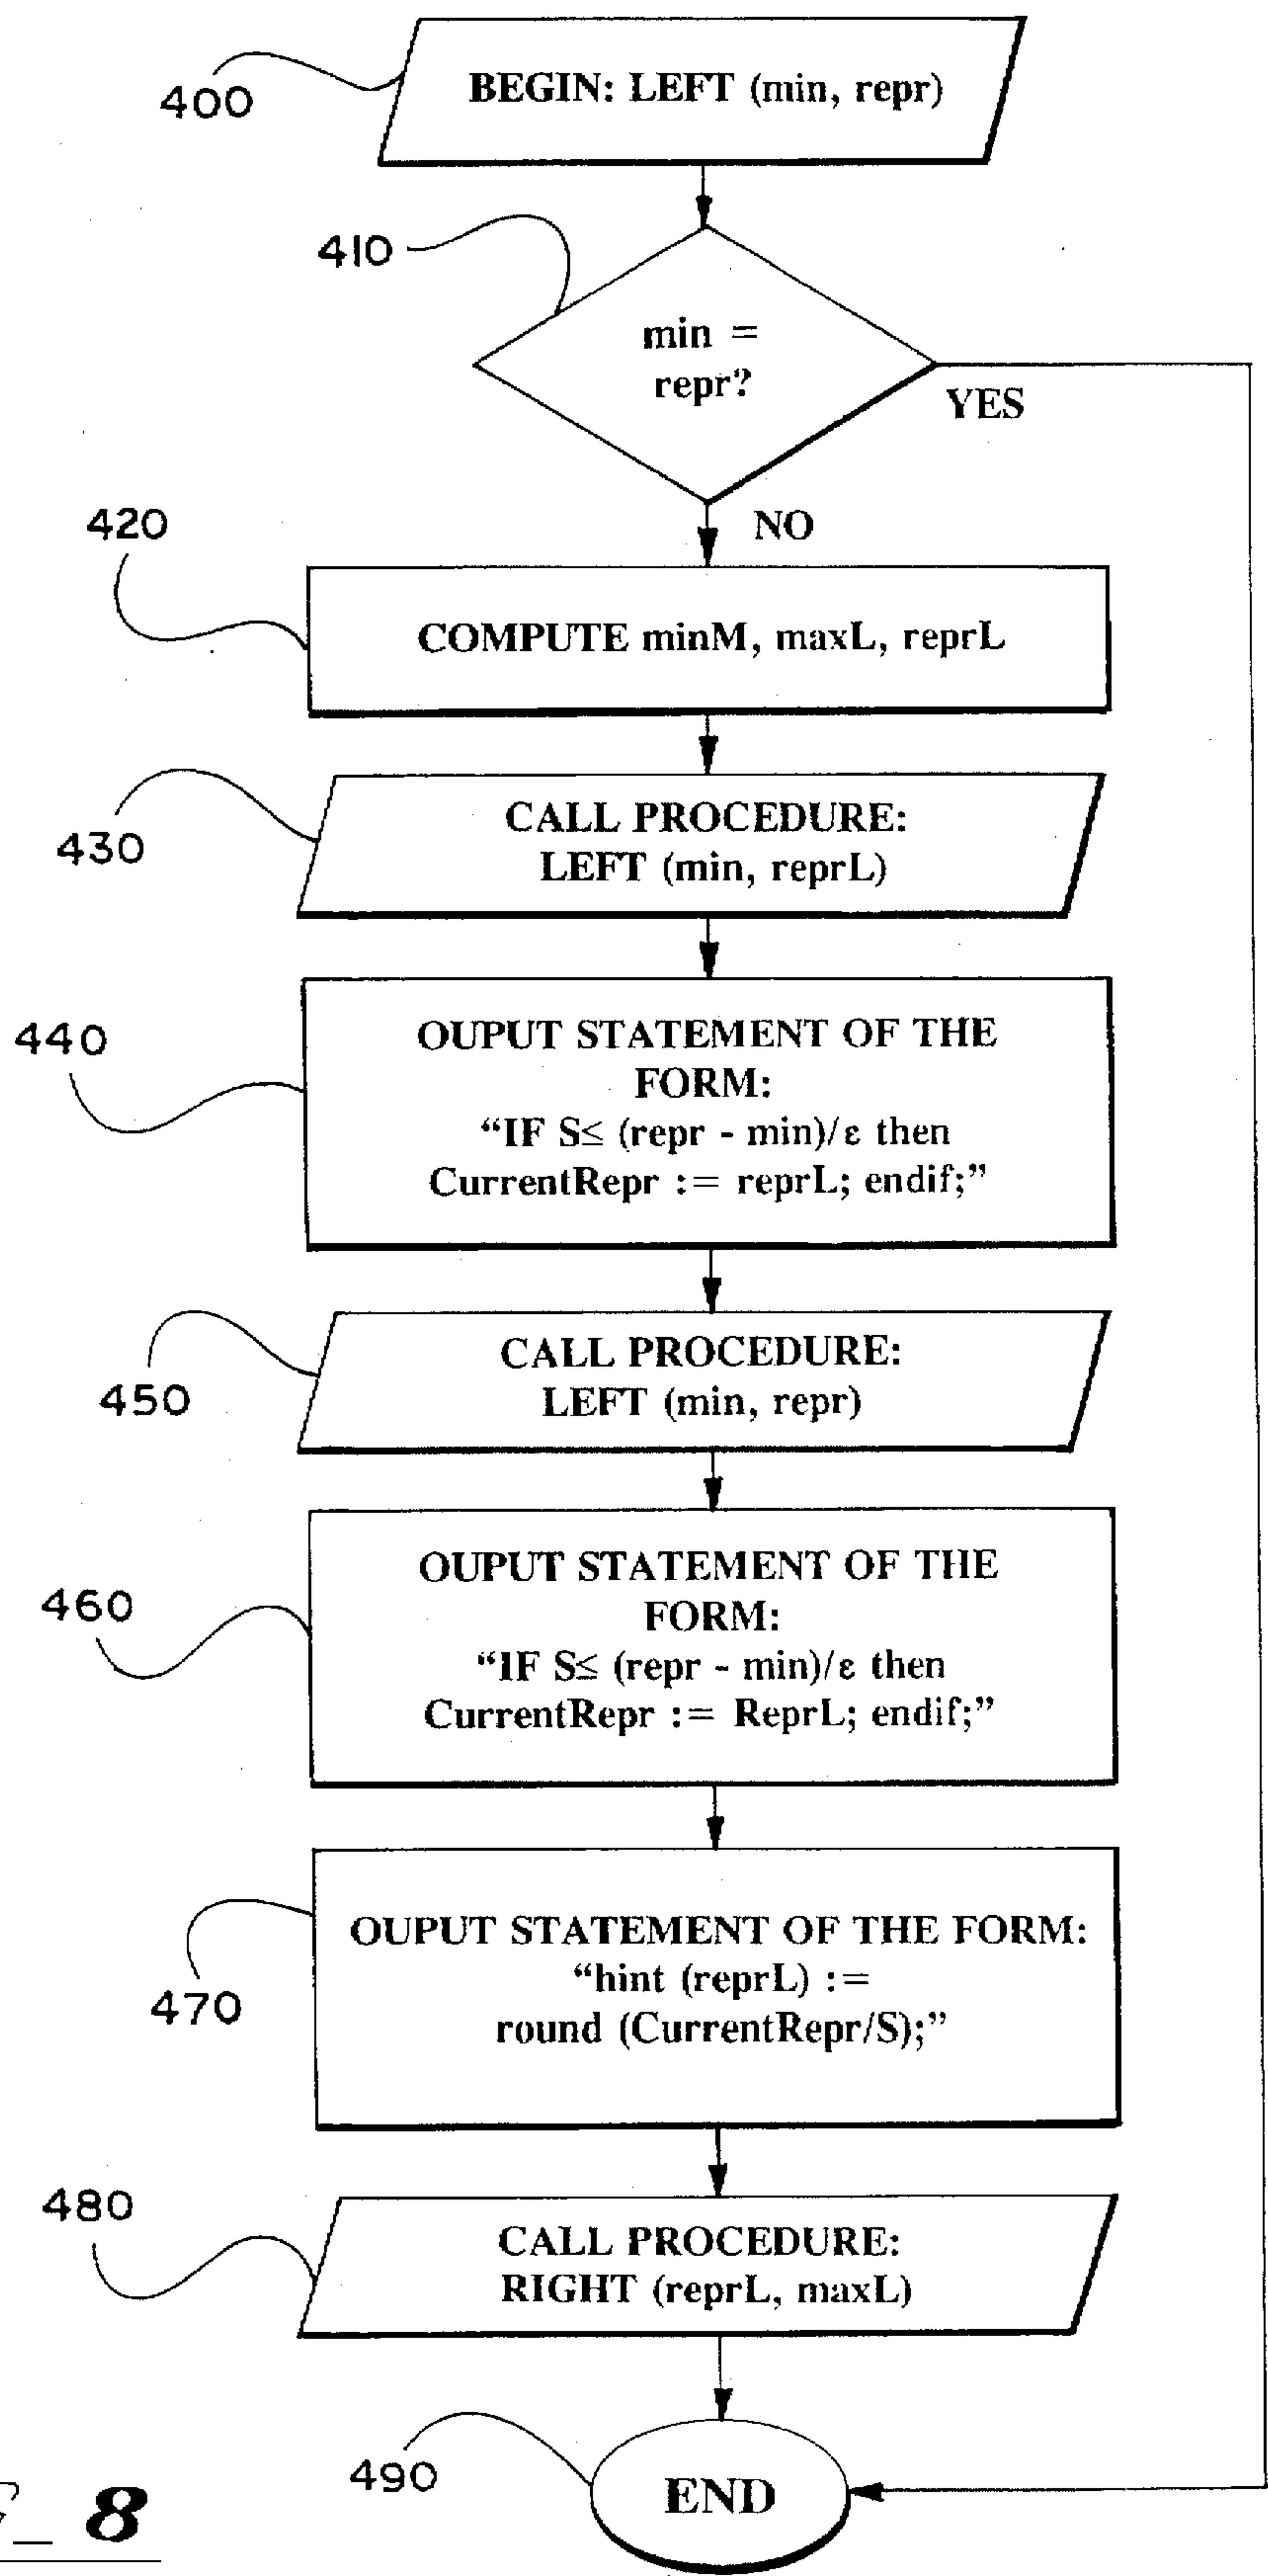 400
BEGIN: LEFT (min, repr)
410
min =
repr?
YES
NO
420
COMPUTE minM, maxL, reprL
430
CALL PROCEDURE:
LEFT (min, reprL)
440
OUPUT STATEMENT OF THE
FORM:
“IF S≤ (repr - min)/ε then
CurrentRepr := reprL; endif;”
450
CALL PROCEDURE:
LEFT (min, repr)
460
OUPUT STATEMENT OF THE
FORM:
“IF S≤ (repr - min)/ε then
CurrentRepr := ReprL; endif;”
470
OUPUT STATEMENT OF THE FORM:
“hint (reprL) :=
round (CurrentRepr/S);”
480
CALL PROCEDURE:
RIGHT (reprL, maxL)
490
END
8